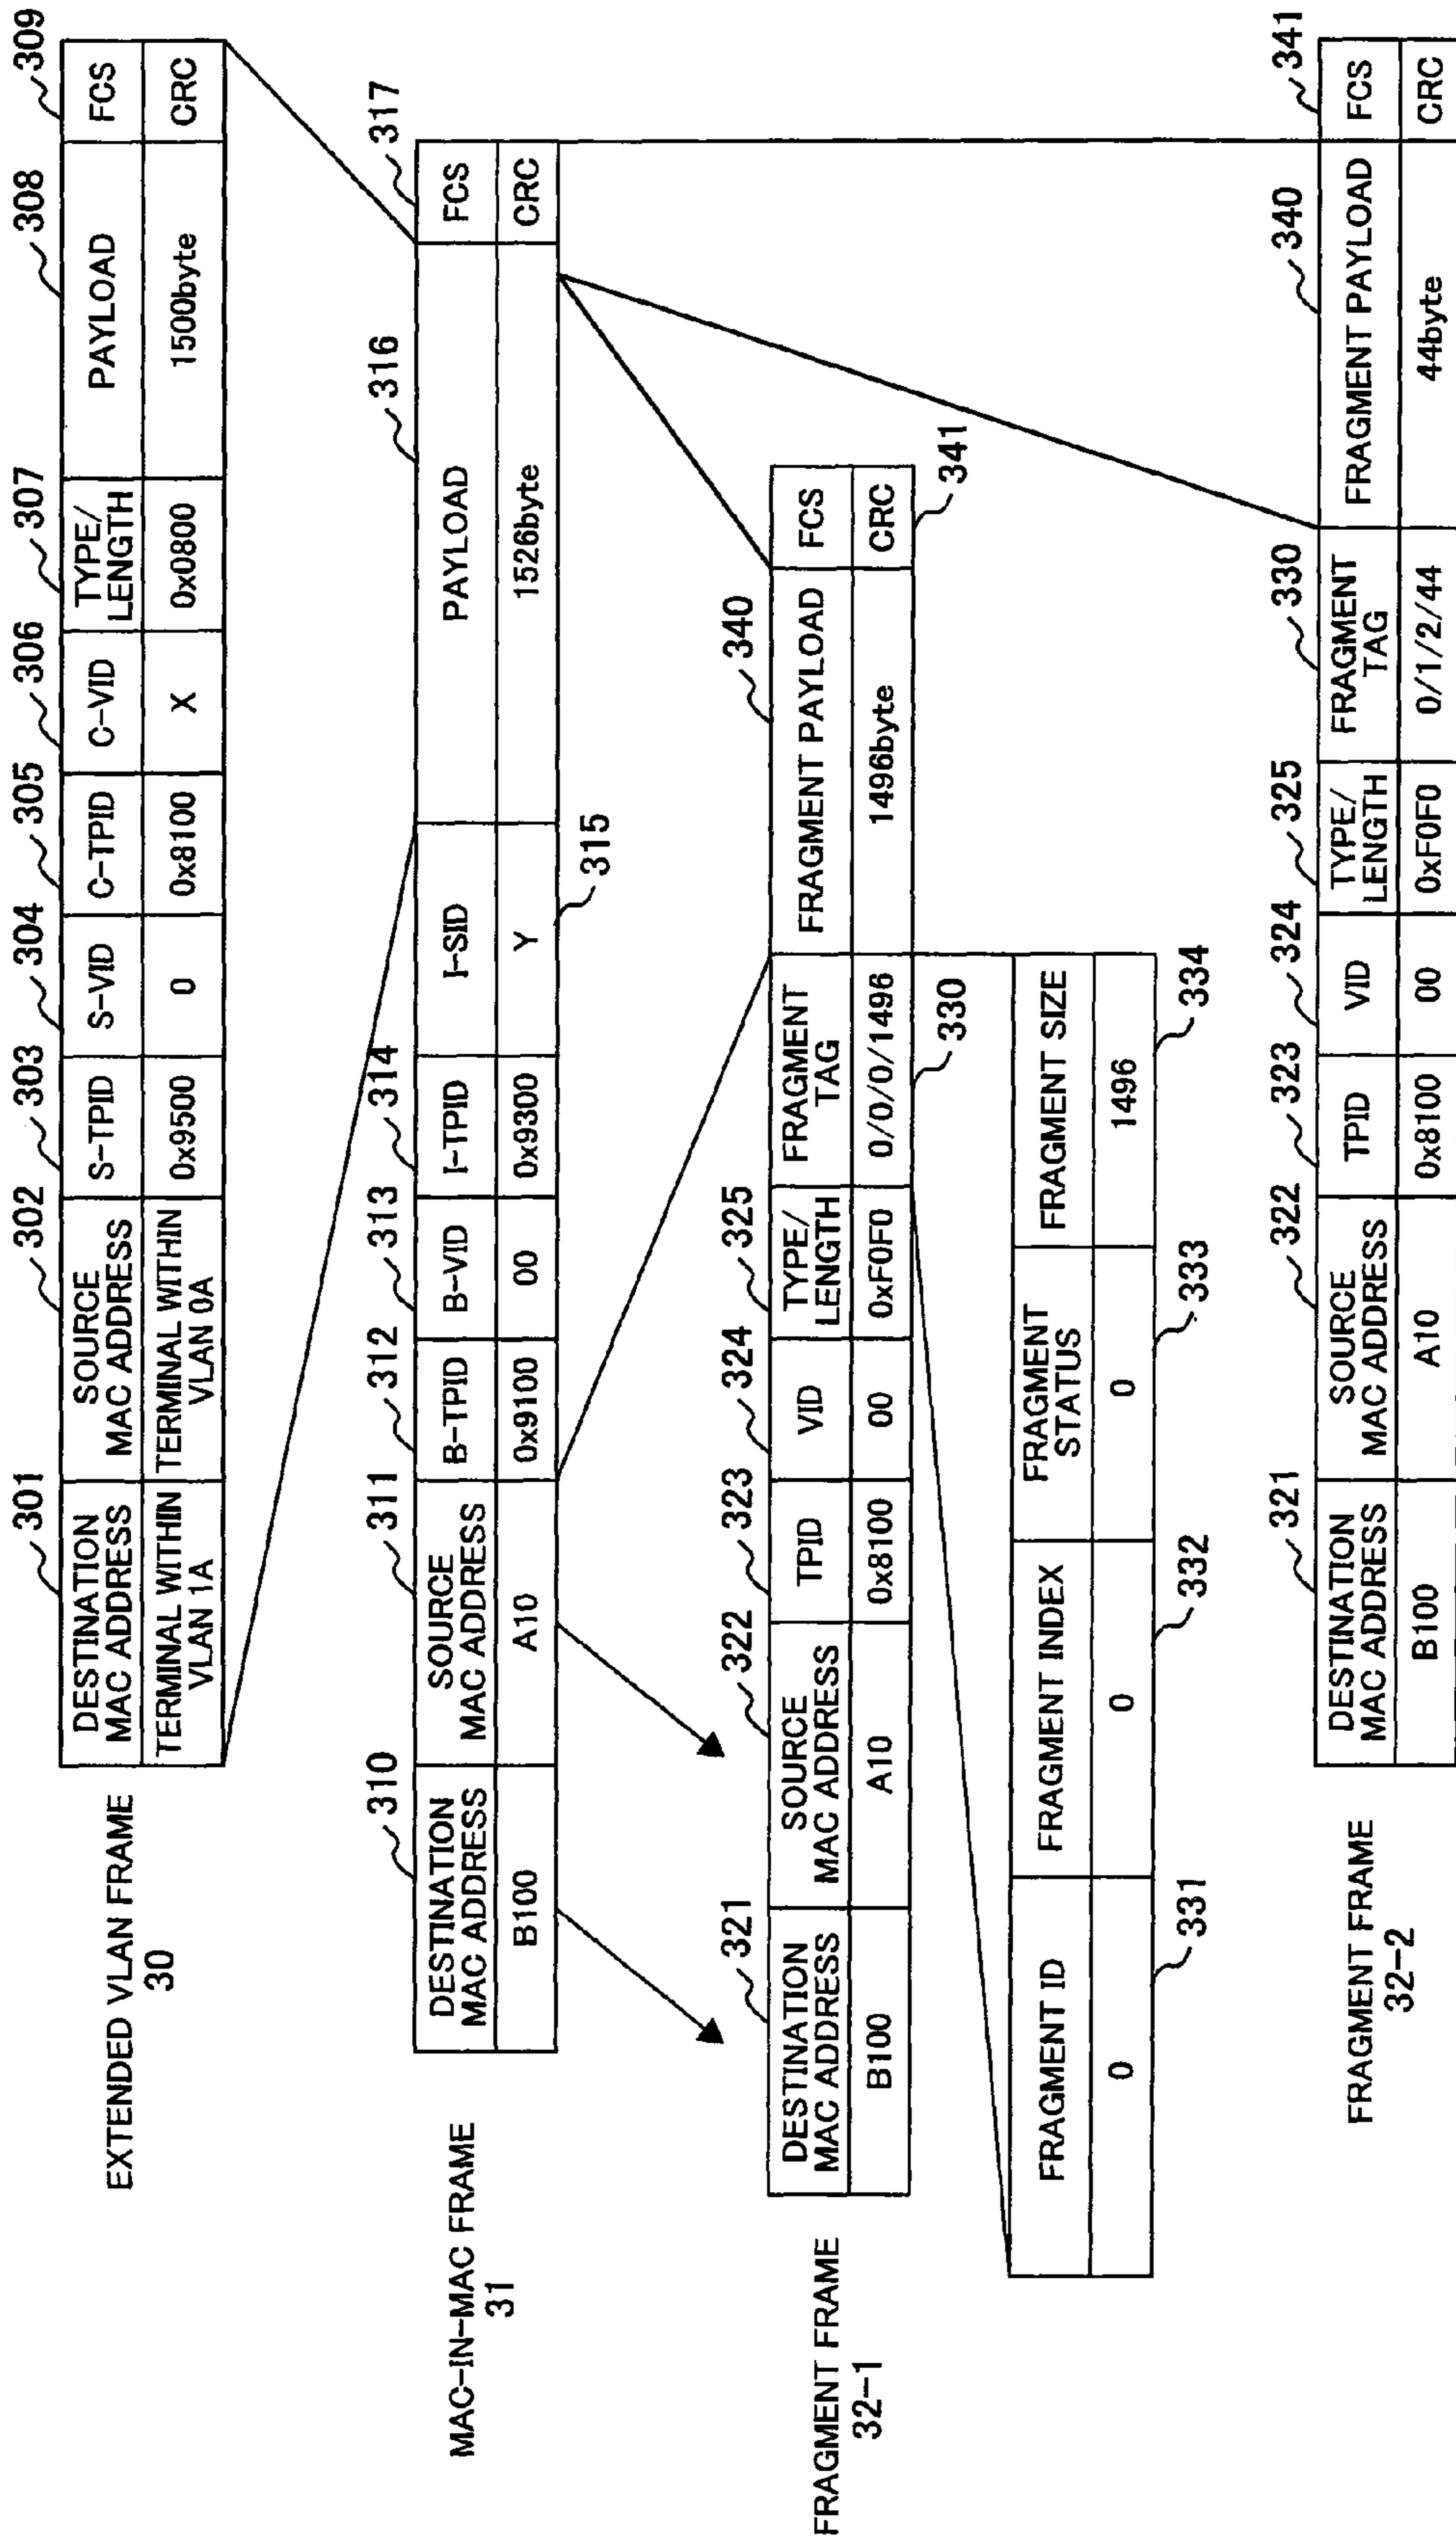 EXTENDED VLAN FRAME
30
301
302
303
304
305
306
307
308
309
DESTINATION
MAC ADDRESS
SOURCE
MAC ADDRESS
S-TPID
S-VID
C-TPID
C-VID
TYPE/
LENGTH
PAYLOAD
FCS
TERMINAL WITHIN
VLAN 1A
TERMINAL WITHIN
VLAN 0A
0x9500
0
0x8100
X
0x0800
1500byte
CRC
MAC-IN-MAC FRAME
31
310
311
312
313
314
315
316
317
DESTINATION
MAC ADDRESS
SOURCE
MAC ADDRESS
B-TPID
B-VID
I-TPID
I-SID
PAYLOAD
FCS
B100
A10
0x9100
00
0x9300
Y
1526byte
CRC
FRAGMENT FRAME
32-1
321
322
323
324
325
330
340
341
DESTINATION
MAC ADDRESS
SOURCE
MAC ADDRESS
TPID
VID
TYPE/
LENGTH
FRAGMENT
TAG
FRAGMENT PAYLOAD
FCS
B100
A10
0x8100
00
0xF0F0
0/0/0/1496
1496byte
CRC
FRAGMENT ID
FRAGMENT INDEX
FRAGMENT
STATUS
FRAGMENT SIZE
0
0
0
1496
331
332
333
334
FRAGMENT FRAME
32-2
321
322
323
324
325
330
340
341
DESTINATION
MAC ADDRESS
SOURCE
MAC ADDRESS
TPID
VID
TYPE/
LENGTH
FRAGMENT
TAG
FRAGMENT PAYLOAD
FCS
B100
A10
0x8100
00
0xF0F0
0/1/2/44
44byte
CRC